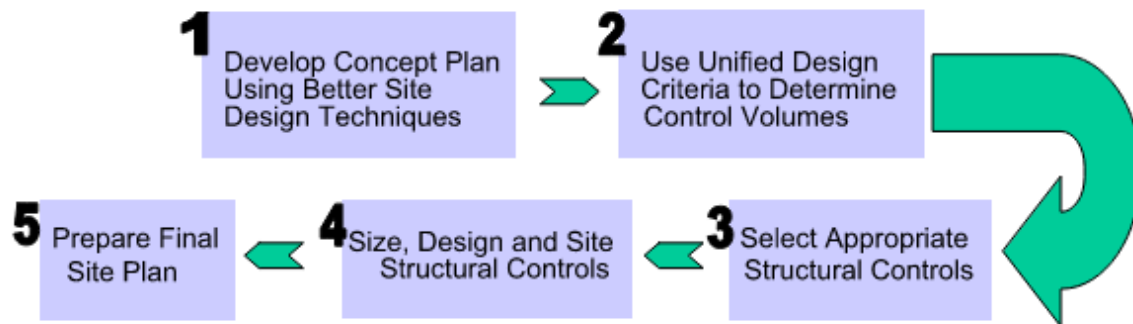 1
Develop Concept Plan
Using Better Site
Design Techniques
2
Use Unified Design
Criteria to Determine
Control Volumes
3
Select Appropriate
Structural Controls
4
Size, Design and Site
Structural Controls
5
Prepare Final
Site Plan